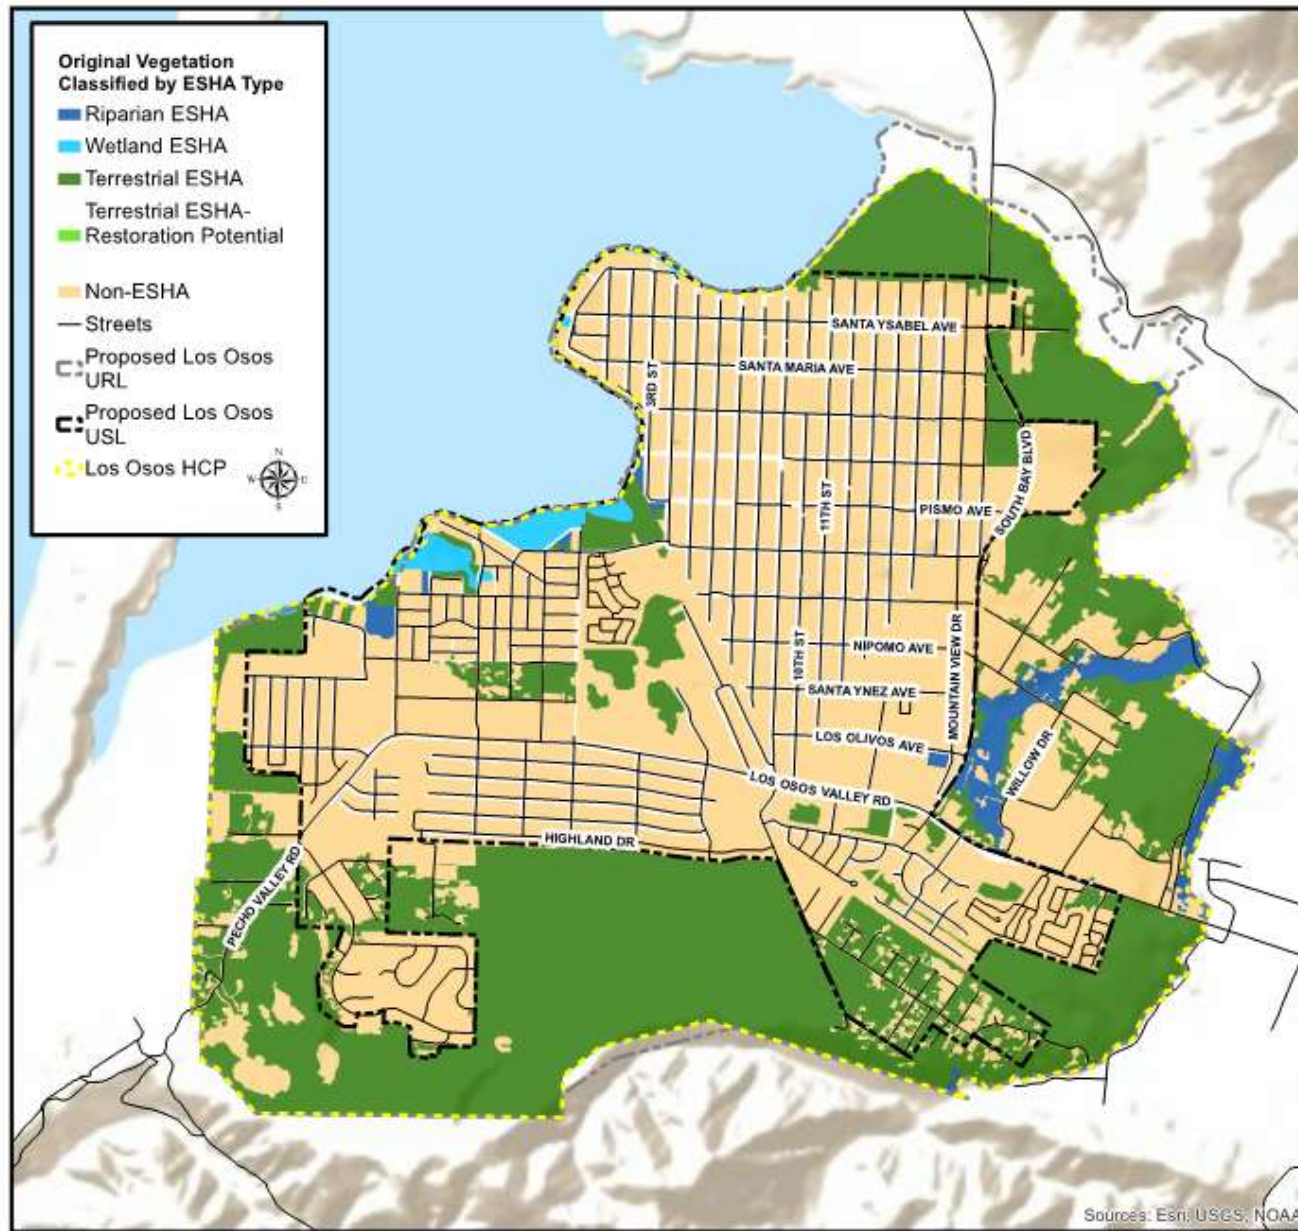 Original Vegetation
Classified by ESHA Type
Riparian ESHA
Wetland ESHA
Terrestrial ESHA
Terrestrial ESHA-
Restoration Potential
Non-ESHA
Streets
Proposed Los Osos
URL
Proposed Los Osos
USL
Los Osos HCP
N
W E
S
SANTA YSABEL AVE
SANTA MARIA AVE
3RD ST
SOUTH BAY BLVD
11TH ST
PISMO AVE
MOUNTAIN VIEW DR
10TH ST
NIPOMO AVE
SANTA YNEZ AVE
LOS OLIVOS AVE
WILLOW DR
LOS OSOS VALLEY RD
HIGHLAND DR
PECHO VALLEY RD
Sources: Esri, USGS, NOAA